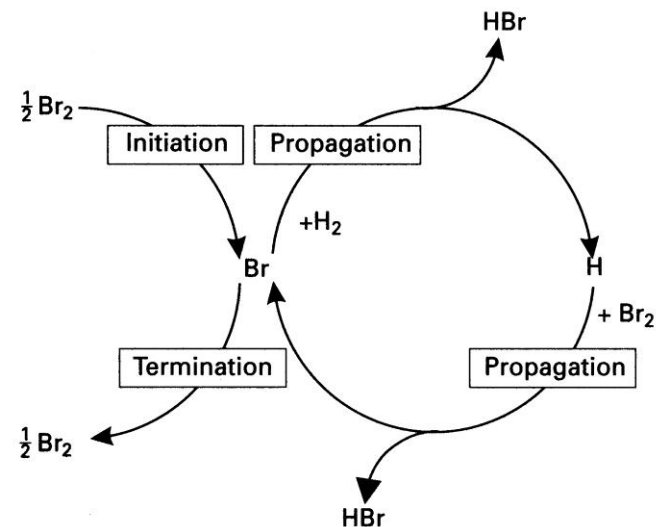 HBr
½Br₂
Initiation
Propagation
+H₂
Br
H
+ Br₂
Termination
Propagation
½Br₂
HBr